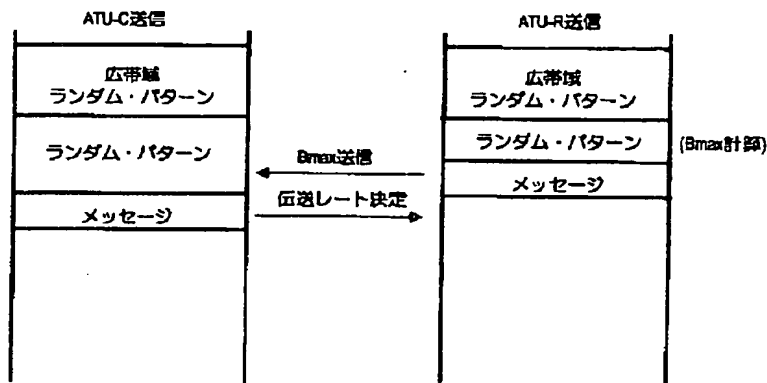 ATU-C送信
広帯域
ランダム・パターン
ランダム・パターン
メッセージ
Bmax送信
伝送レート決定
ATU-R送信
広帯域
ランダム・パターン
ランダム・パターン
(Bmax計算)
メッセージ